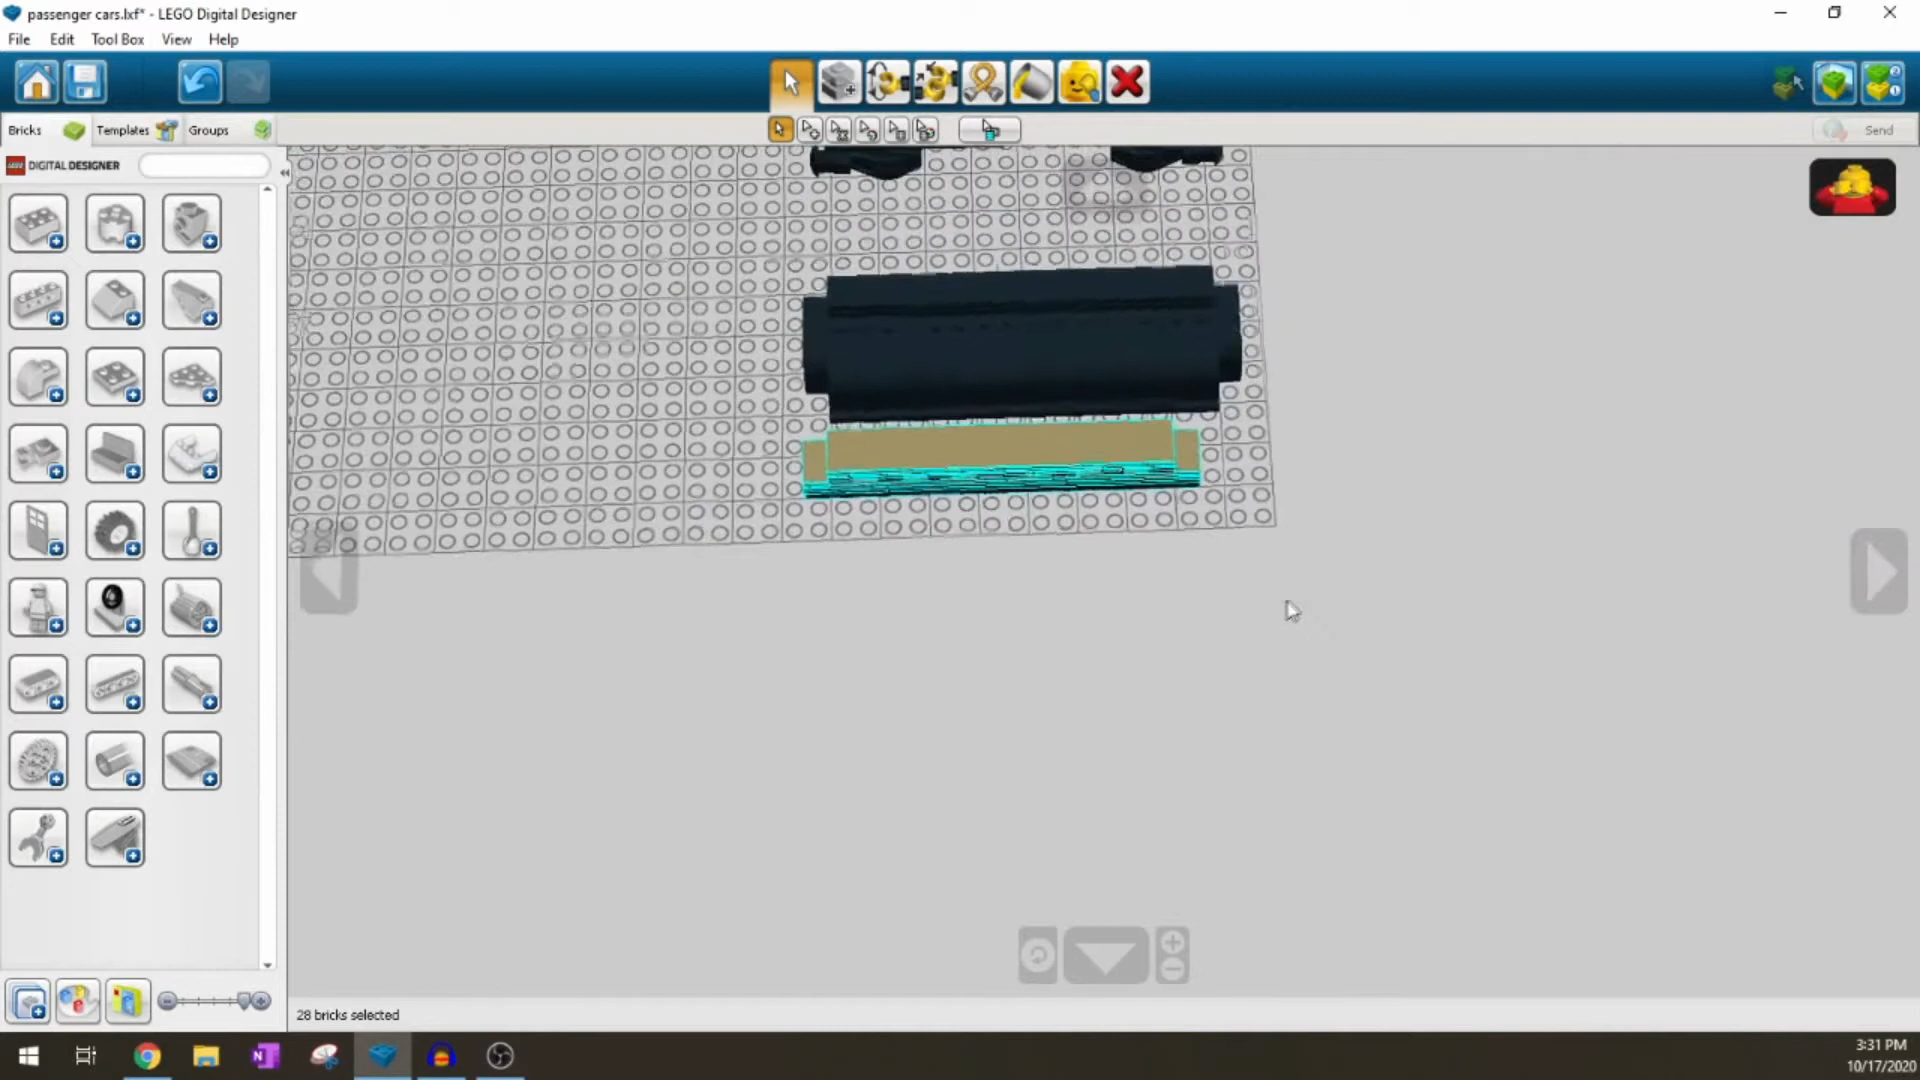 passenger cars.lxf* - LEGO Digital Designer
File Edit Tool Box View Help
Bricks Templates Groups
Send
LEGO DIGITAL DESIGNER
28 bricks selected
3:31 PM
10/17/2020